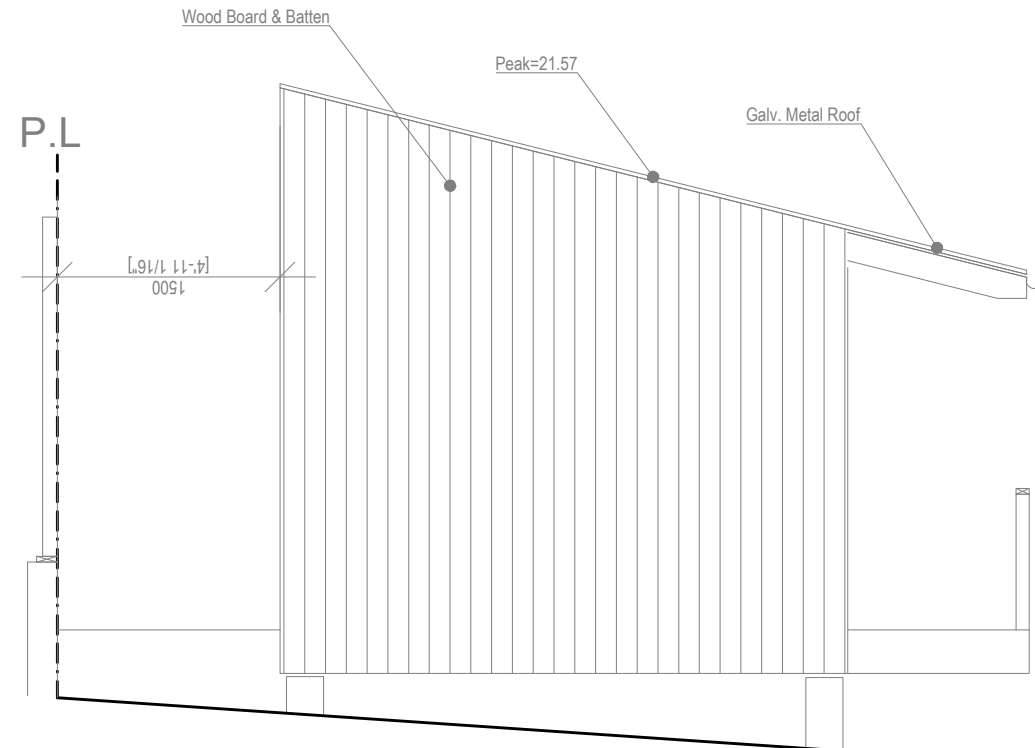 Wood Board & Batten
Peak=21.57
Galv. Metal Roof
P.L
1500
[4'-11 1/16"]